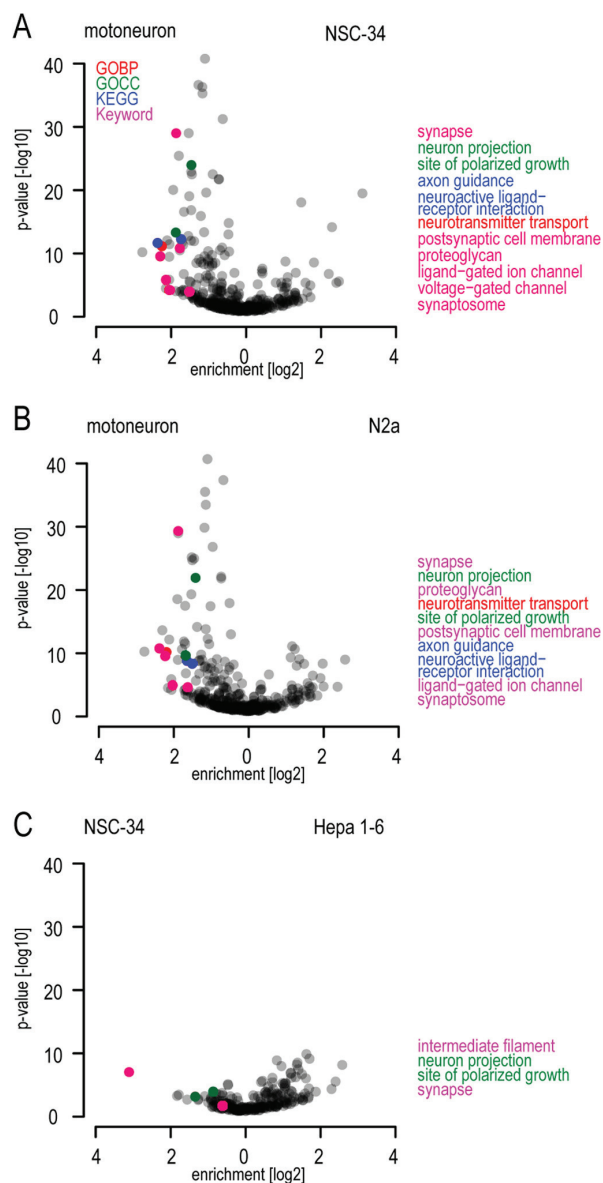 A
motoneuron NSC-34
GOBP
GOCC
KEGG
Keyword
p-value [-log10]
40
30
20
10
0
4 2 0 2 4
enrichment [log2]
synapse
neuron projection
site of polarized growth
axon guidance
neuroactive ligand-
receptor interaction
neurotransmitter transport
postsynaptic cell membrane
proteoglycan
ligand-gated ion channel
voltage-gated channel
synaptosome
B
motoneuron N2a
p-value [-log10]
40
30
20
10
0
4 2 0 2 4
enrichment [log2]
synapse
neuron projection
proteoglycan
neurotransmitter transport
site of polarized growth
postsynaptic cell membrane
axon guidance
neuroactive ligand-
receptor interaction
ligand-gated ion channel
synaptosome
C
NSC-34 Hepa 1-6
p-value [-log10]
40
30
20
10
0
4 2 0 2 4
enrichment [log2]
intermediate filament
neuron projection
site of polarized growth
synapse